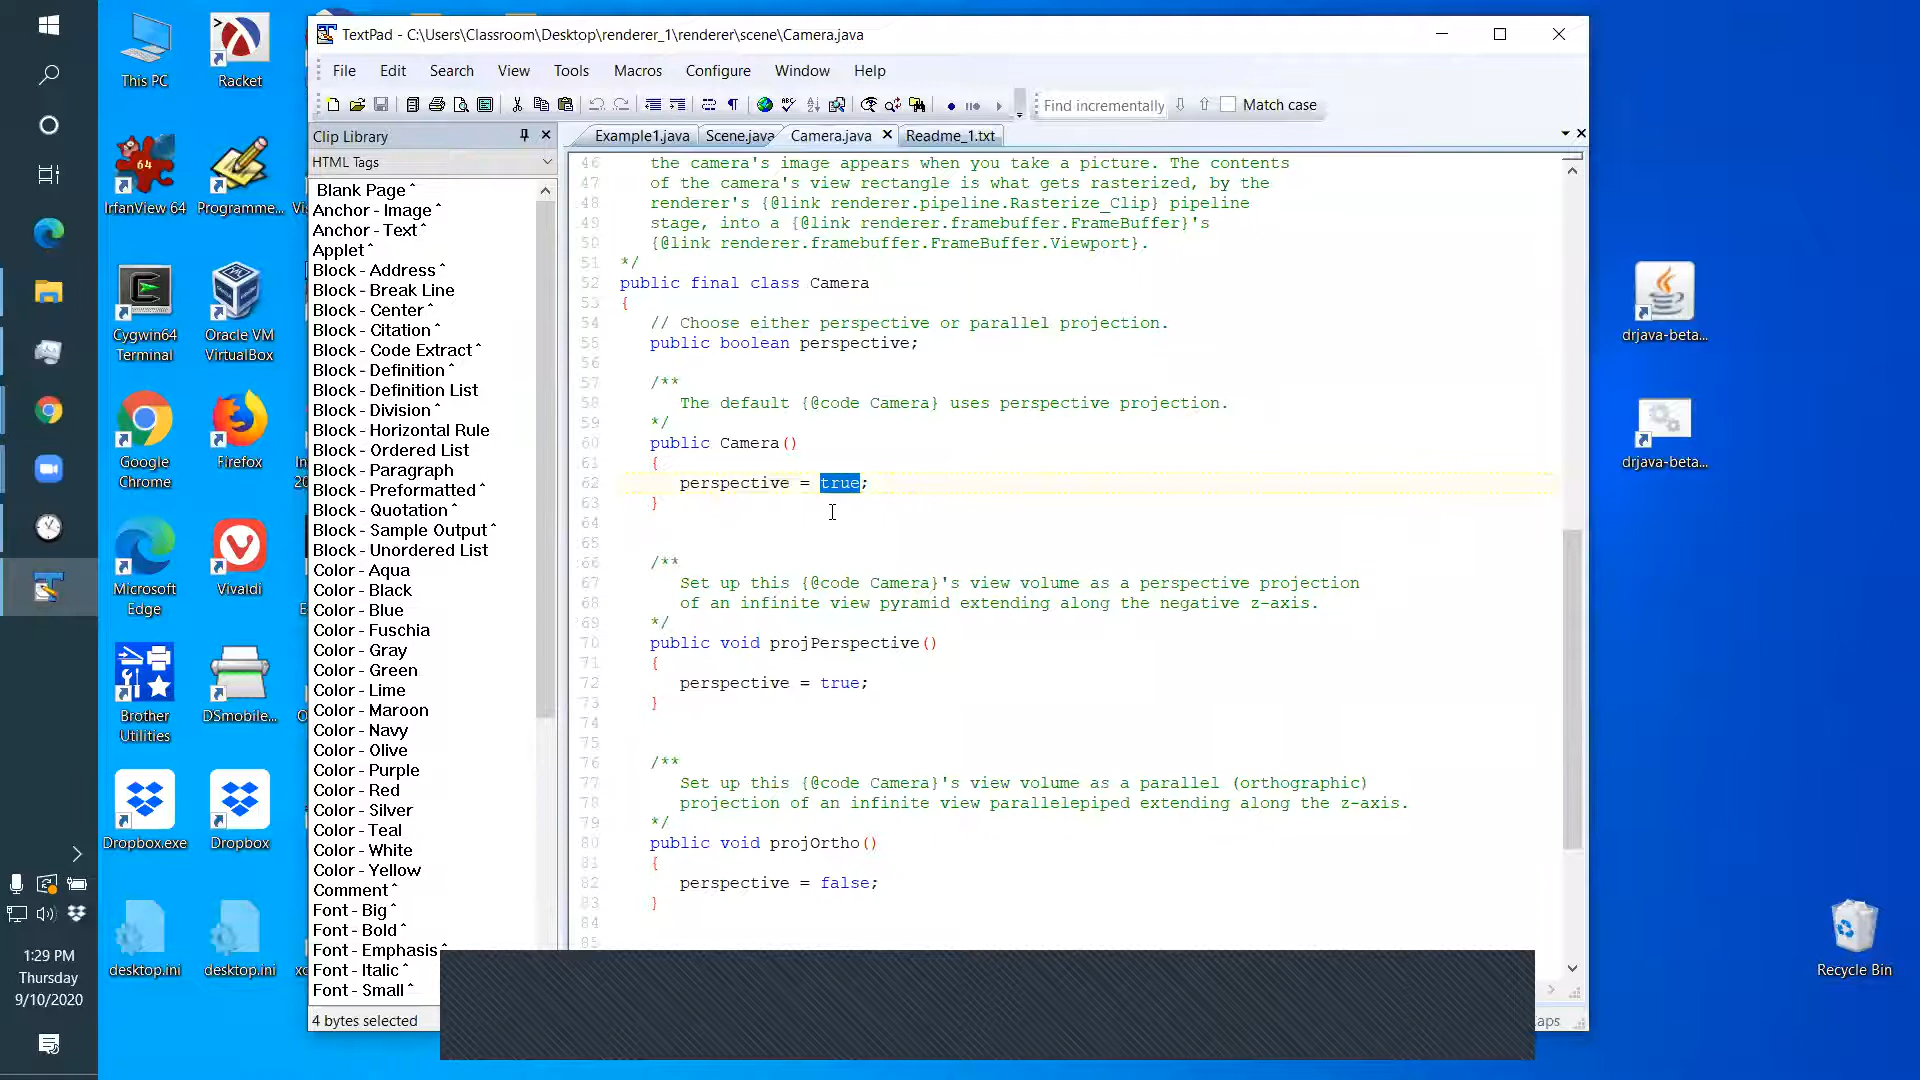 TextPad - C:\Users\Classroom\Desktop\renderer_1\renderer\scene\Camera.java
File Edit Search View Tools Macros Configure Window Help
Find incrementally Match case
Clip Library
HTML Tags
Example1.java Scene.java Camera.java Readme_1.txt
Blank Page ^
Anchor - Image ^
Anchor - Text ^
Applet ^
Block - Address ^
Block - Break Line
Block - Center ^
Block - Citation ^
Block - Code Extract ^
Block - Definition ^
Block - Definition List
Block - Division ^
Block - Horizontal Rule
Block - Ordered List
Block - Paragraph
Block - Preformatted ^
Block - Quotation ^
Block - Sample Output ^
Block - Unordered List
Color - Aqua
Color - Black
Color - Blue
Color - Fuschia
Color - Gray
Color - Green
Color - Lime
Color - Maroon
Color - Navy
Color - Olive
Color - Purple
Color - Red
Color - Silver
Color - Teal
Color - White
Color - Yellow
Comment ^
Font - Big ^
Font - Bold ^
Font - Emphasis ^
Font - Italic ^
Font - Small ^
4 bytes selected
46 the camera's image appears when you take a picture. The contents
47 of the camera's view rectangle is what gets rasterized, by the
48 renderer's {@link renderer.pipeline.Rasterize_Clip} pipeline
49 stage, into a {@link renderer.framebuffer.FrameBuffer}'s
50 {@link renderer.framebuffer.FrameBuffer.Viewport}.
51 */
52 public final class Camera
53 {
54 // Choose either perspective or parallel projection.
55 public boolean perspective;
56
57 /**
58 The default {@code Camera} uses perspective projection.
59 */
60 public Camera()
61 {
62 perspective = true;
63 }
64
65
66 /**
67 Set up this {@code Camera}'s view volume as a perspective projection
68 of an infinite view pyramid extending along the negative z-axis.
69 */
70 public void projPerspective()
71 {
72 perspective = true;
73 }
74
75
76 /**
77 Set up this {@code Camera}'s view volume as a parallel (orthographic)
78 projection of an infinite view parallelepiped extending along the z-axis.
79 */
80 public void projOrtho()
81 {
82 perspective = false;
83 }
84
85
This PC
Racket
IrfanView 64
Programme...
Cygwin64 Terminal
Oracle VM VirtualBox
Google Chrome
Firefox
Microsoft Edge
Vivaldi
Brother Utilities
DSmobile...
Dropbox.exe
Dropbox
desktop.ini
desktop.ini
drjava-beta...
drjava-beta...
Recycle Bin
1:29 PM
Thursday
9/10/2020